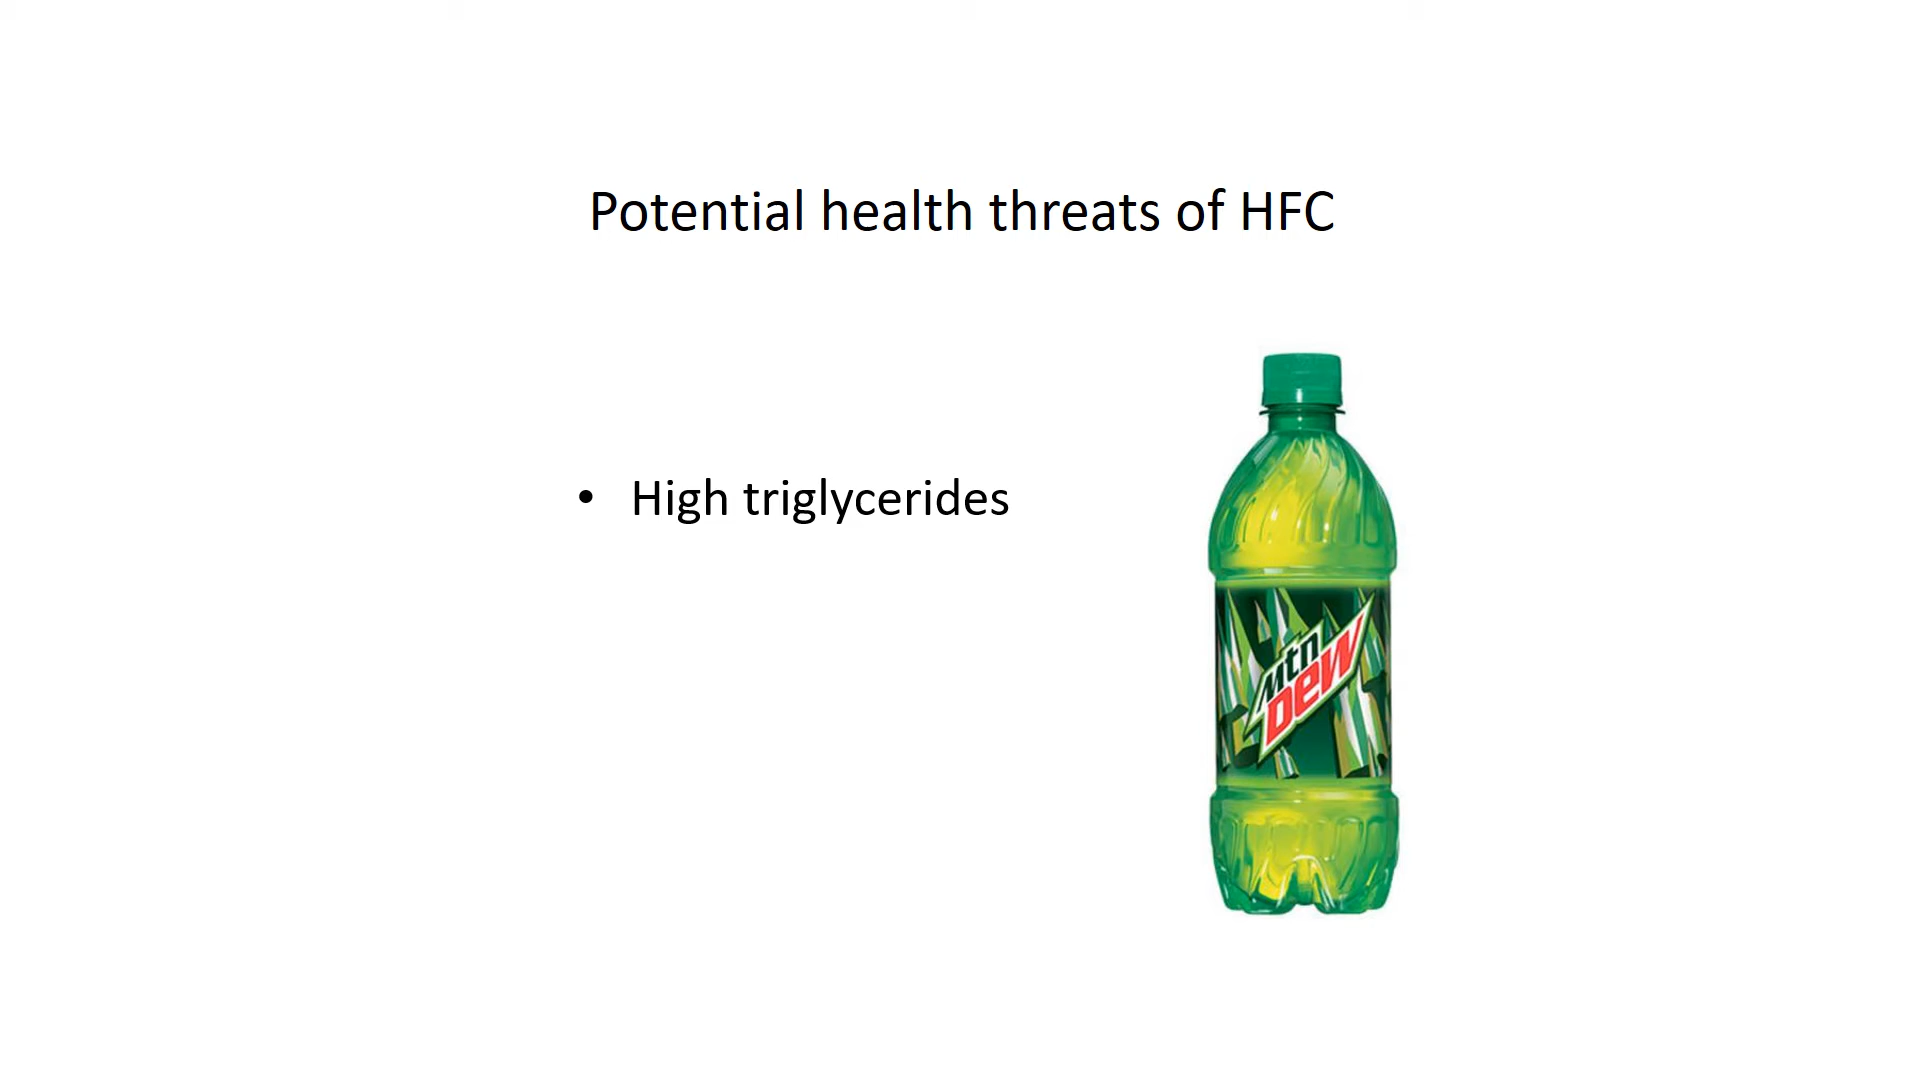 Potential health threats of HFC
• High triglycerides
Mtn
Dew